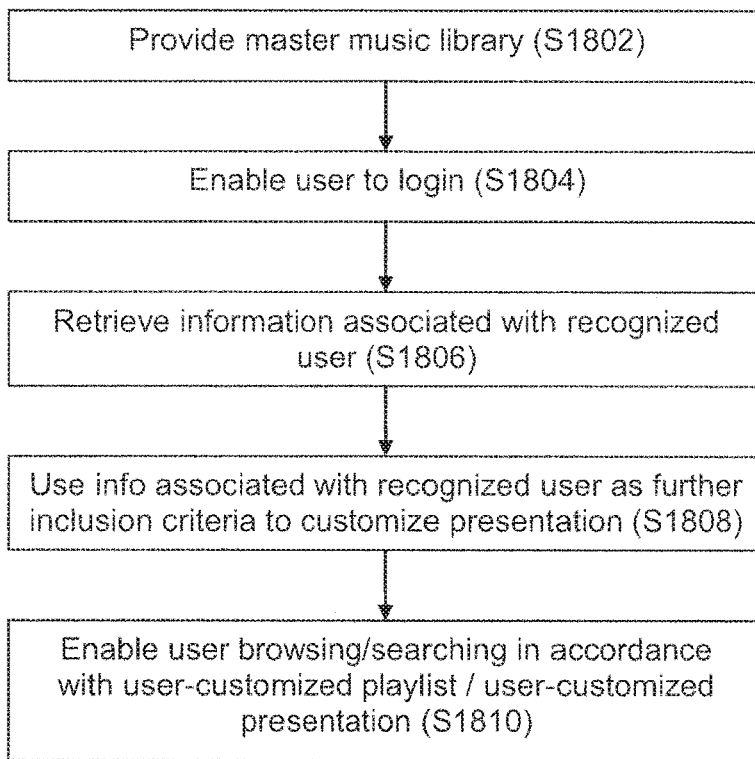 Provide master music library (S1802)
Enable user to login (S1804)
Retrieve information associated with recognized
user (S1806)
Use info associated with recognized user as further
inclusion criteria to customize presentation (S1808)
Enable user browsing/searching in accordance
with user-customized playlist / user-customized
presentation (S1810)